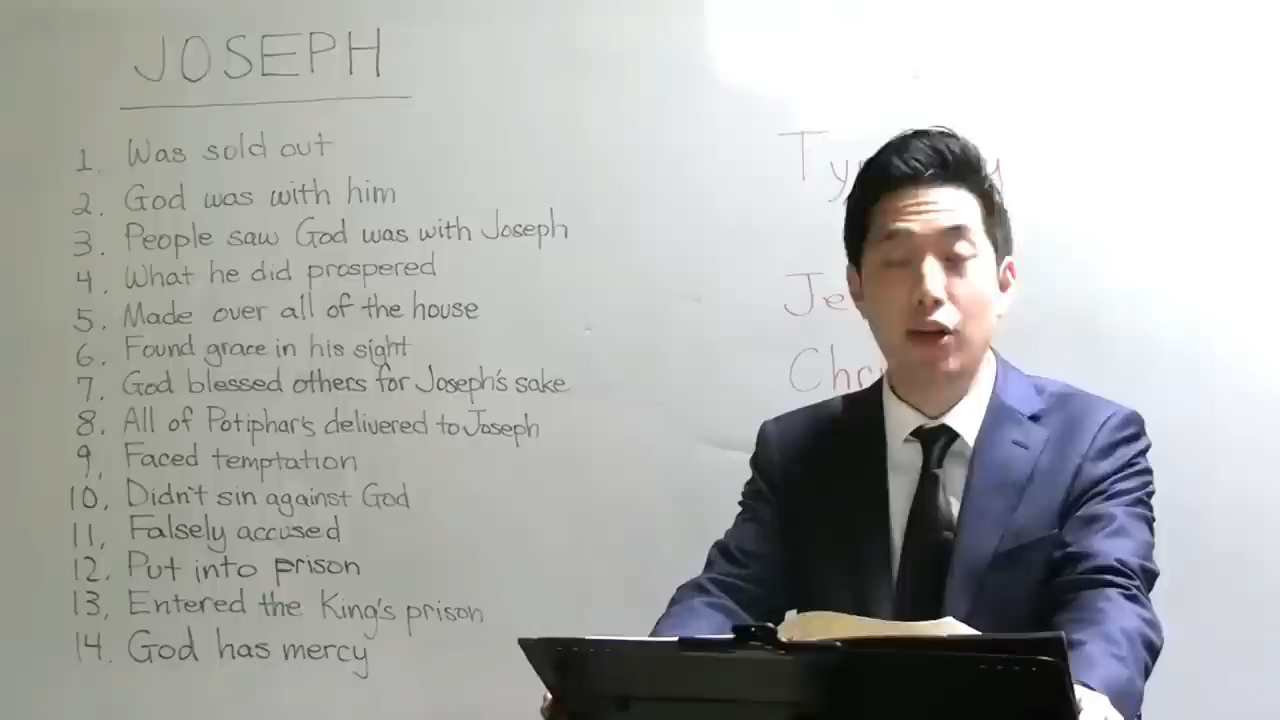 JOSEPH
1. Was sold out
2. God was with him
3. People saw God was with Joseph
4. What he did prospered
5. Made over all of the house
6. Found grace in his sight
7. God blessed others for Joseph's sake
8. All of Potiphar's delivered to Joseph
9. Faced temptation
10. Didn't sin against God
11. Falsely accused
12. Put into prison
13. Entered the King's prison
14. God has mercy